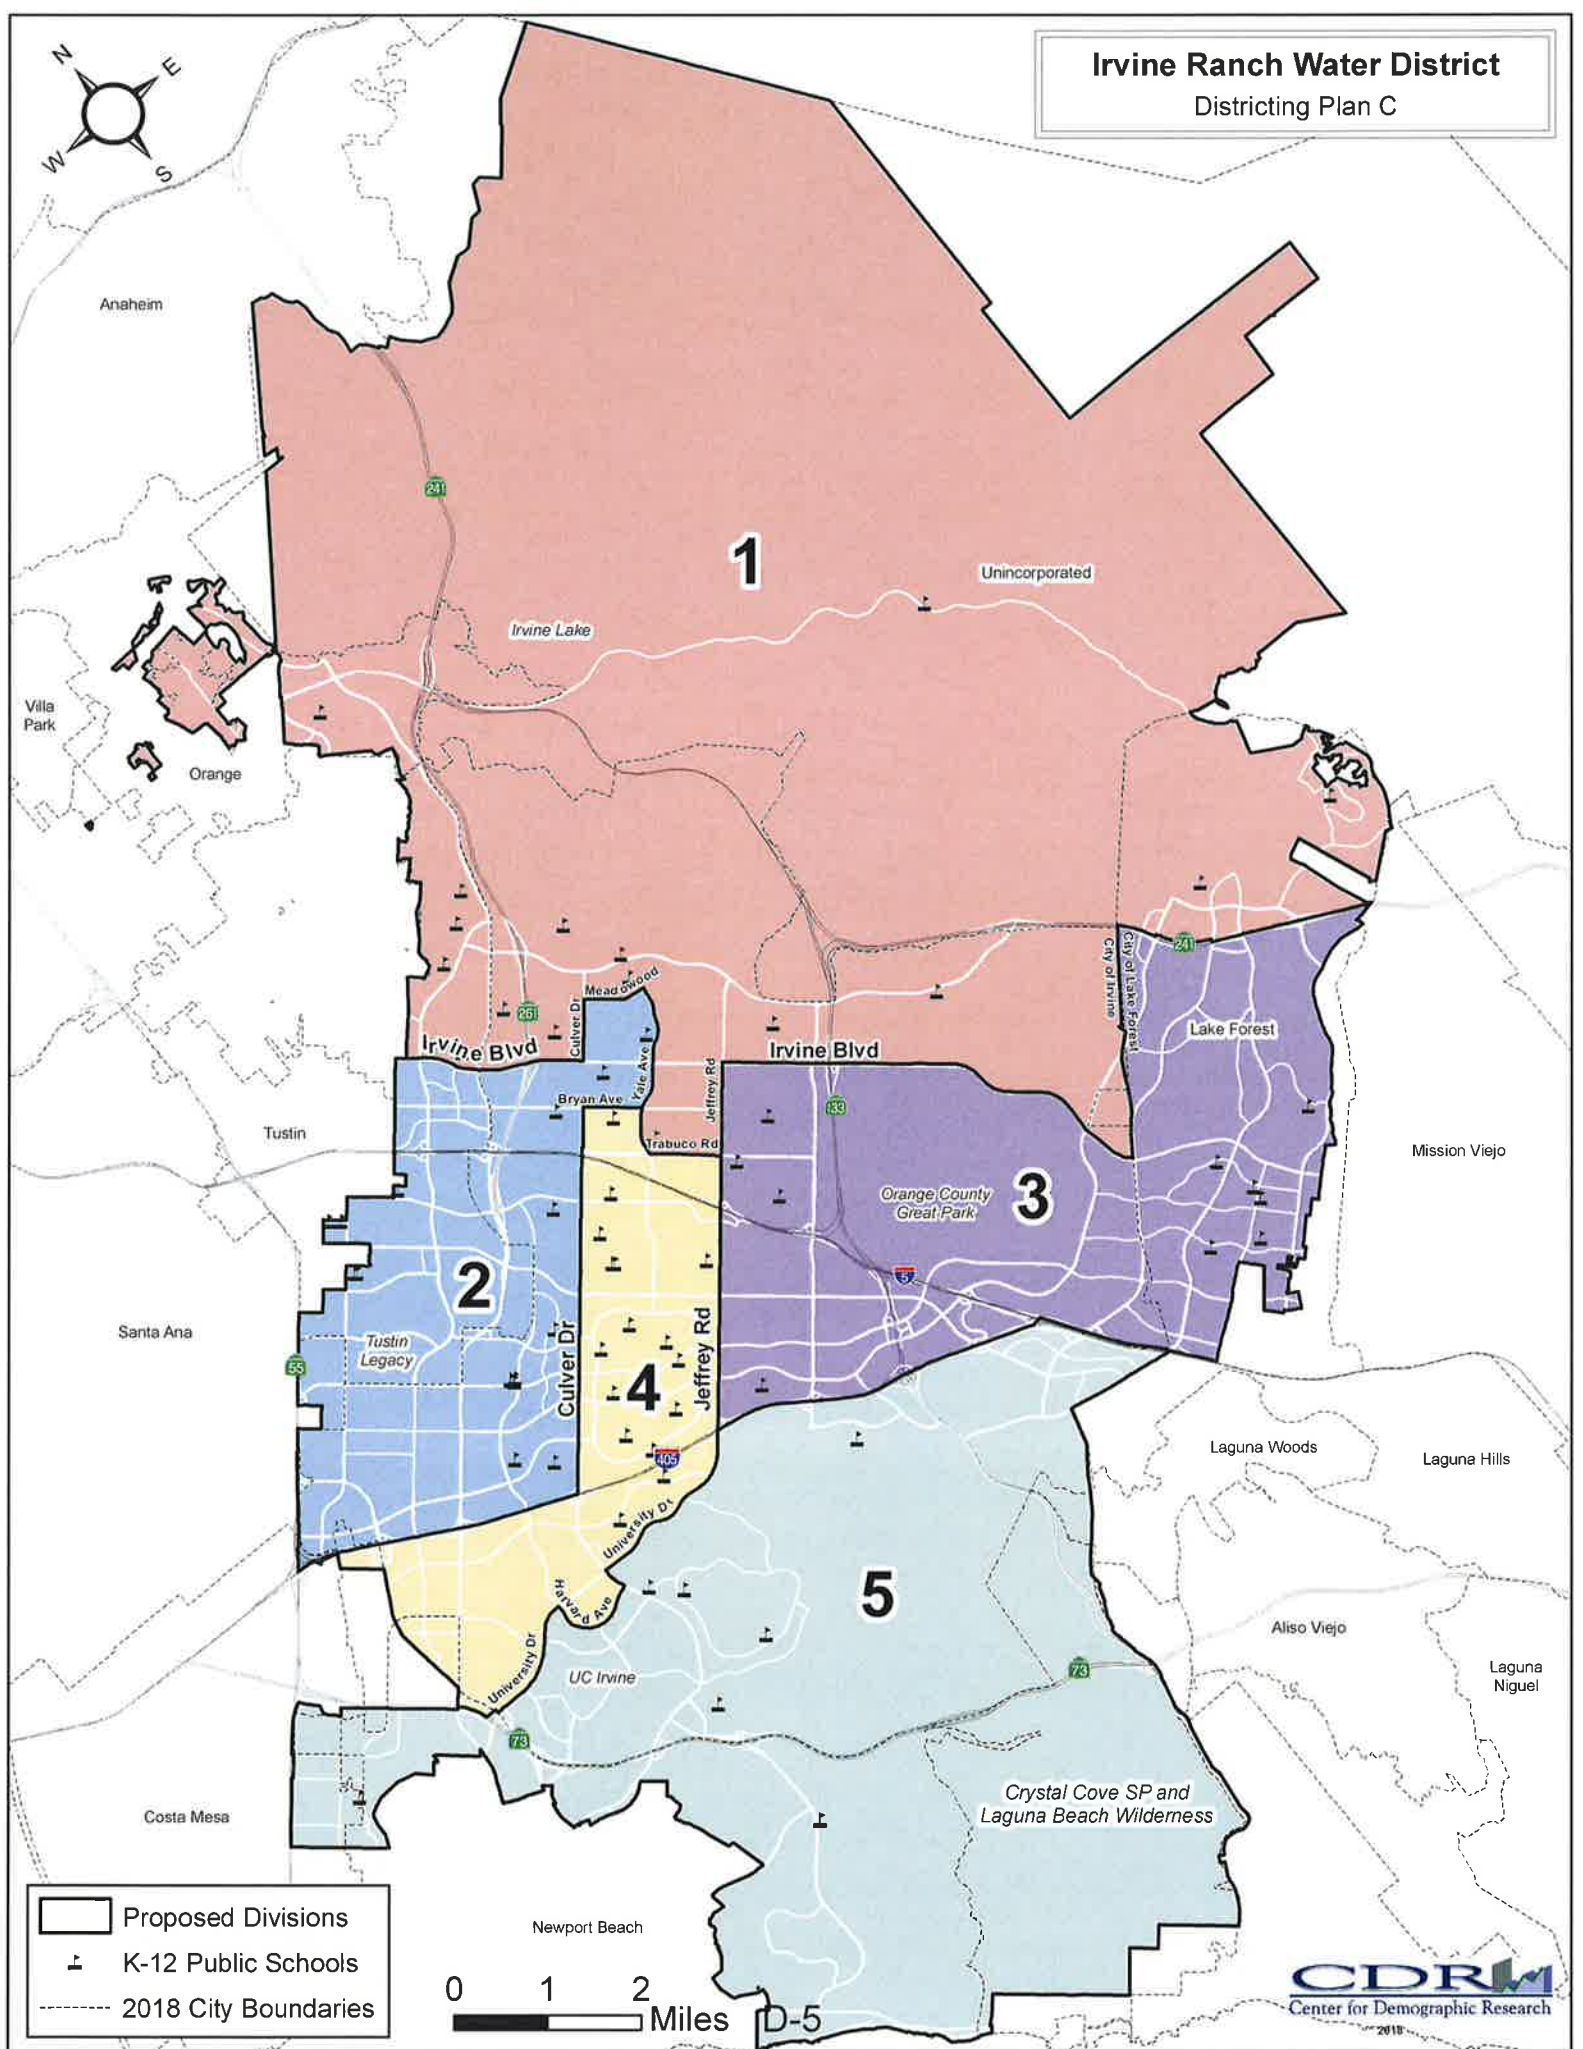 Irvine Ranch Water District
Districting Plan C
N
E
W
S
Anaheim
241
1
Unincorporated
Irvine Lake
Villa
Park
Orange
City of Irvine
City of Lake Forest
241
Meadowood
Culver Dr
261
Irvine Blvd
Irvine Blvd
Lake Forest
Yale Ave
Jeffrey Rd
Bryan Ave
133
Tustin
Trabuco Rd
Mission Viejo
Orange County
Great Park
3
2
5
Santa Ana
Tustin
Legacy
55
Culver Dr
4
Jeffrey Rd
405
Laguna Woods
Laguna Hills
University Dr
Harvard Ave
5
Aliso Viejo
University Dr
UC Irvine
73
Laguna
Niguel
73
Crystal Cove SP and
Laguna Beach Wilderness
Costa Mesa
Newport Beach
Proposed Divisions
K-12 Public Schools
2018 City Boundaries
0 1 2
Miles
D-5
CDR
Center for Demographic Research
2018